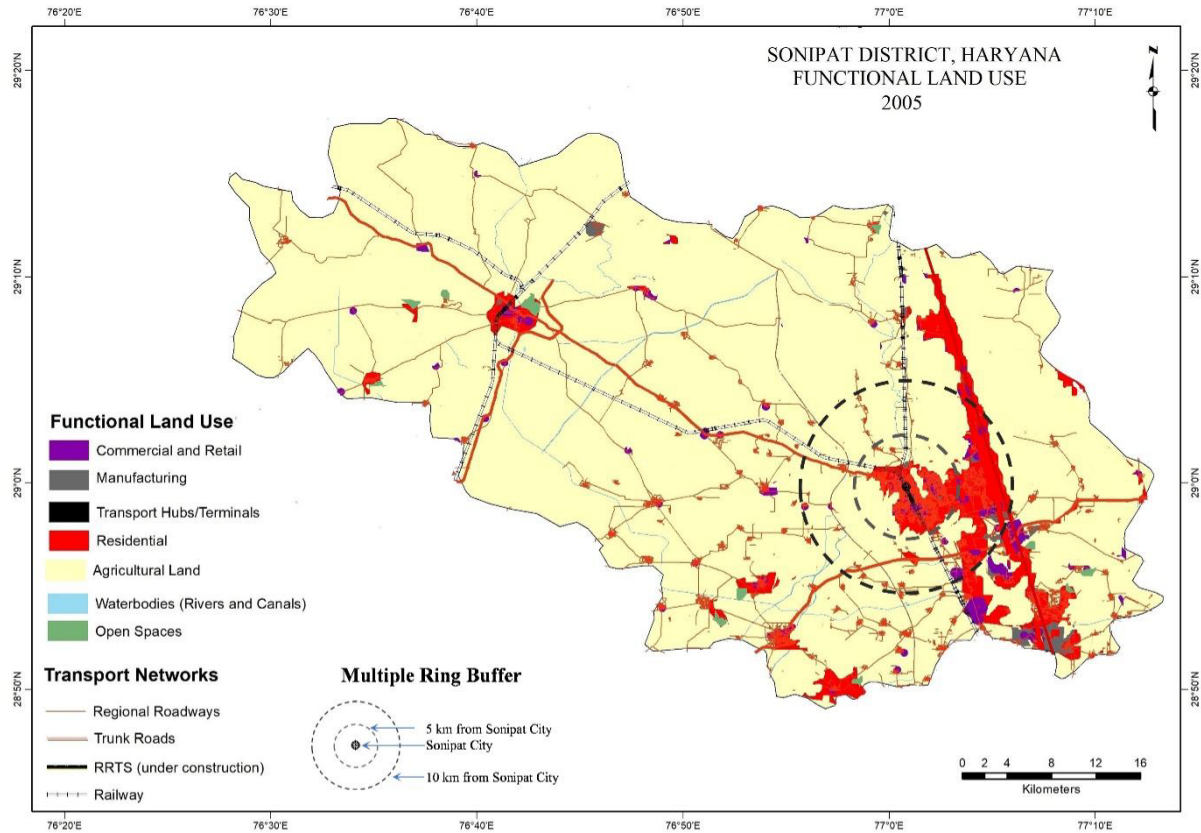 76°20'E 76°30'E 76°40'E 76°50'E 77°0'E 77°10'E
SONIPAT DISTRICT, HARYANA
FUNCTIONAL LAND USE
2005
N
29°20'N 29°20'N
29°10'N 29°10'N
29°0'N 29°0'N
28°50'N 28°50'N
Functional Land Use
Commercial and Retail
Manufacturing
Transport Hubs/Terminals
Residential
Agricultural Land
Waterbodies (Rivers and Canals)
Open Spaces
Transport Networks
Regional Roadways
Trunk Roads
RRTS (under construction)
Railway
Multiple Ring Buffer
5 km from Sonipat City
Sonipat City
10 km from Sonipat City
0 2 4 8 12 16
Kilometers
76°20'E 76°30'E 76°40'E 76°50'E 77°0'E 77°10'E